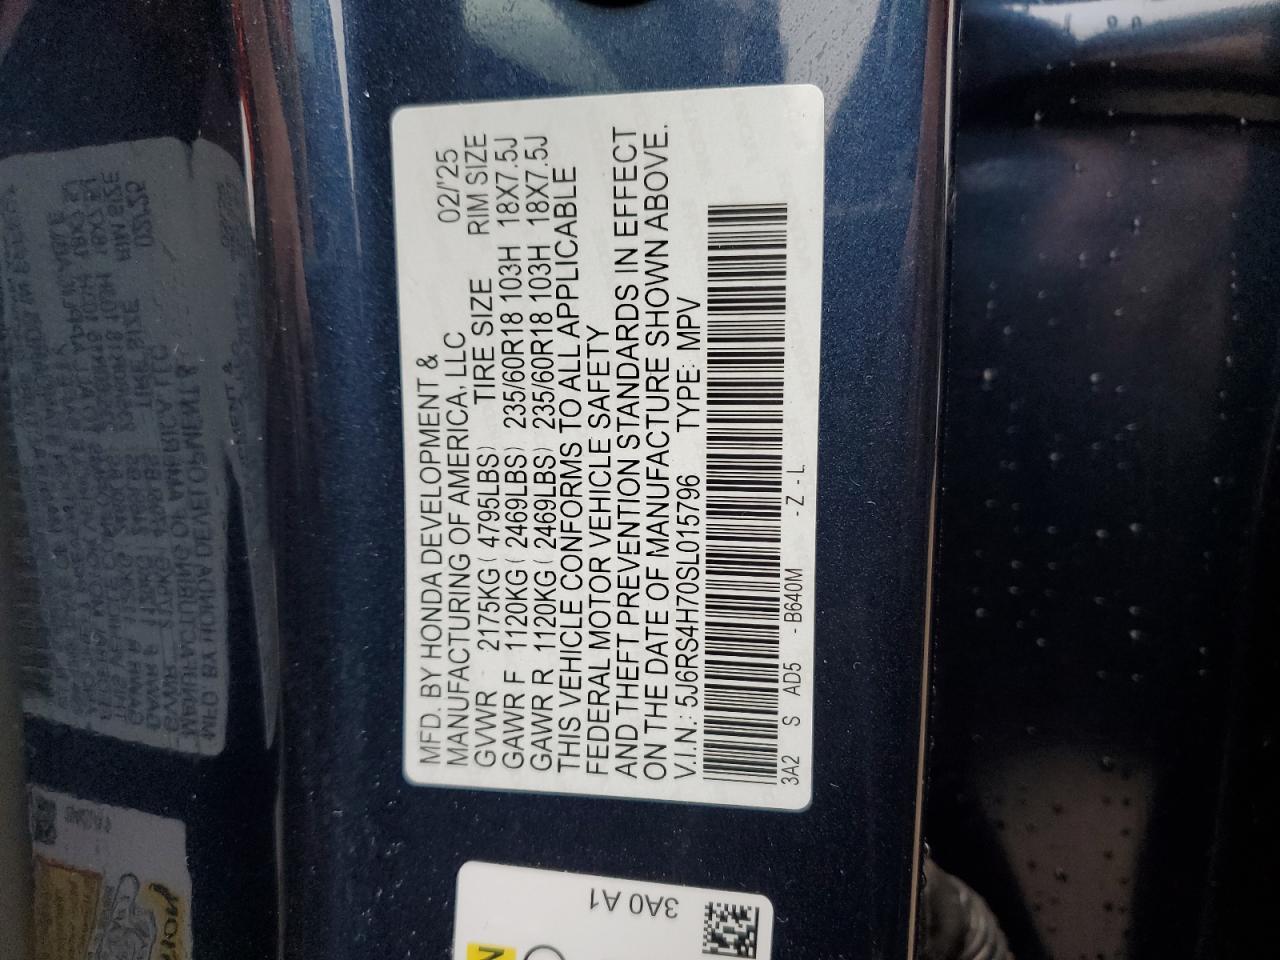 MFD. BY HONDA DEVELOPMENT &
MANUFACTURING OF AMERICA, LLC 02/'25
GVWR 2175KG ( 4795LBS) TIRE SIZE RIM SIZE
GAWR F 1120KG ( 2469LBS) 235/60R18 103H 18X7.5J
GAWR R 1120KG ( 2469LBS) 235/60R18 103H 18X7.5J
THIS VEHICLE CONFORMS TO ALL APPLICABLE
FEDERAL MOTOR VEHICLE SAFETY
AND THEFT PREVENTION STANDARDS IN EFFECT
ON THE DATE OF MANUFACTURE SHOWN ABOVE.
V.I.N.: 5J6RS4H70SL015796 TYPE: MPV
3A2 S AD5 -B640M -Z-L
3A0 A1